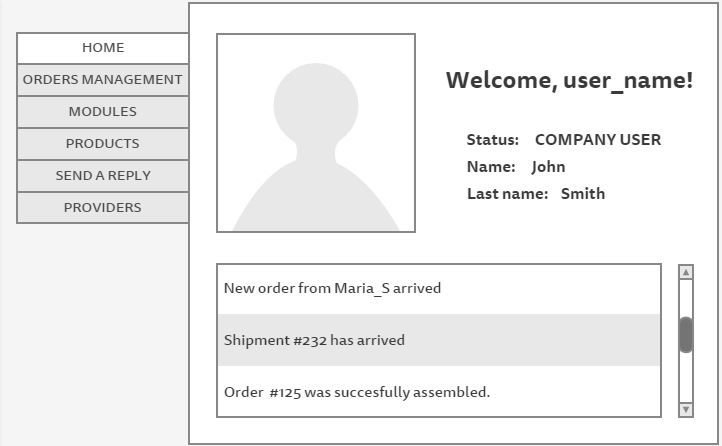 HOME
ORDERS MANAGEMENT
MODULES
PRODUCTS
SEND A REPLY
PROVIDERS
Welcome, user_name!
Status: COMPANY USER
Name: John
Last name: Smith
New order from Maria_S arrived
Shipment #232 has arrived
Order #125 was succesfully assembled.